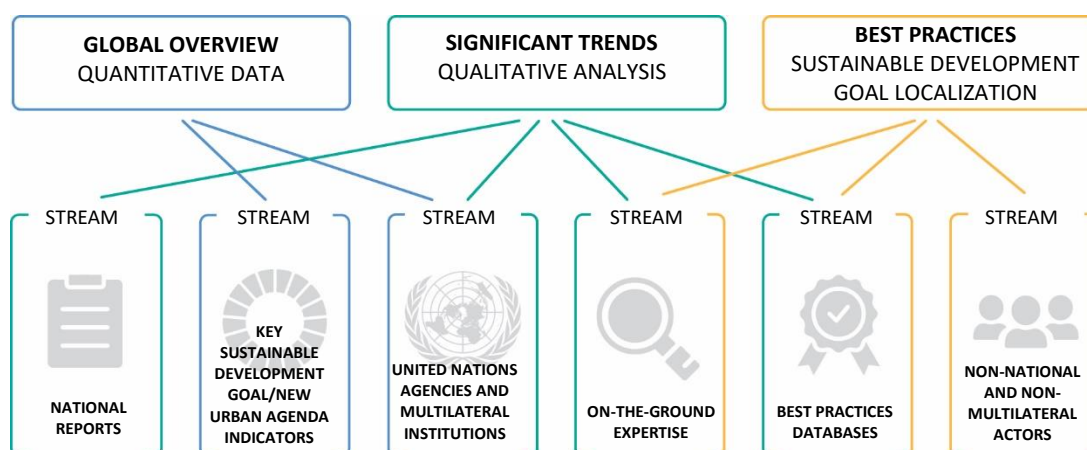 GLOBAL OVERVIEW
QUANTITATIVE DATA
SIGNIFICANT TRENDS
QUALITATIVE ANALYSIS
BEST PRACTICES
SUSTAINABLE DEVELOPMENT
GOAL LOCALIZATION
STREAM
NATIONAL
REPORTS
STREAM
KEY
SUSTAINABLE
DEVELOPMENT
GOAL/NEW
URBAN AGENDA
INDICATORS
STREAM
UNITED NATIONS
AGENCIES AND
MULTILATERAL
INSTITUTIONS
STREAM
ON-THE-GROUND
EXPERTISE
STREAM
BEST PRACTICES
DATABASES
STREAM
NON-NATIONAL
AND NON-
MULTILATERAL
ACTORS